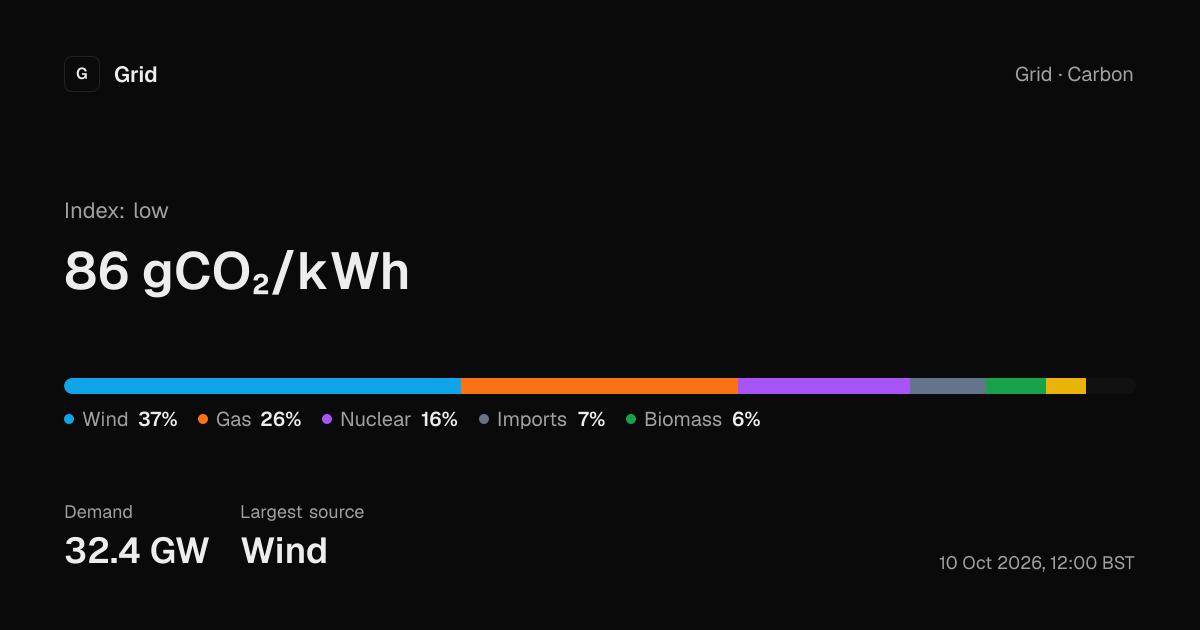 G Grid Grid · Carbon
Index: low
86 gCO₂/kWh
Wind 37% Gas 26% Nuclear 16% Imports 7% Biomass 6%
Demand Largest source
32.4 GW Wind
10 Oct 2026, 12:00 BST